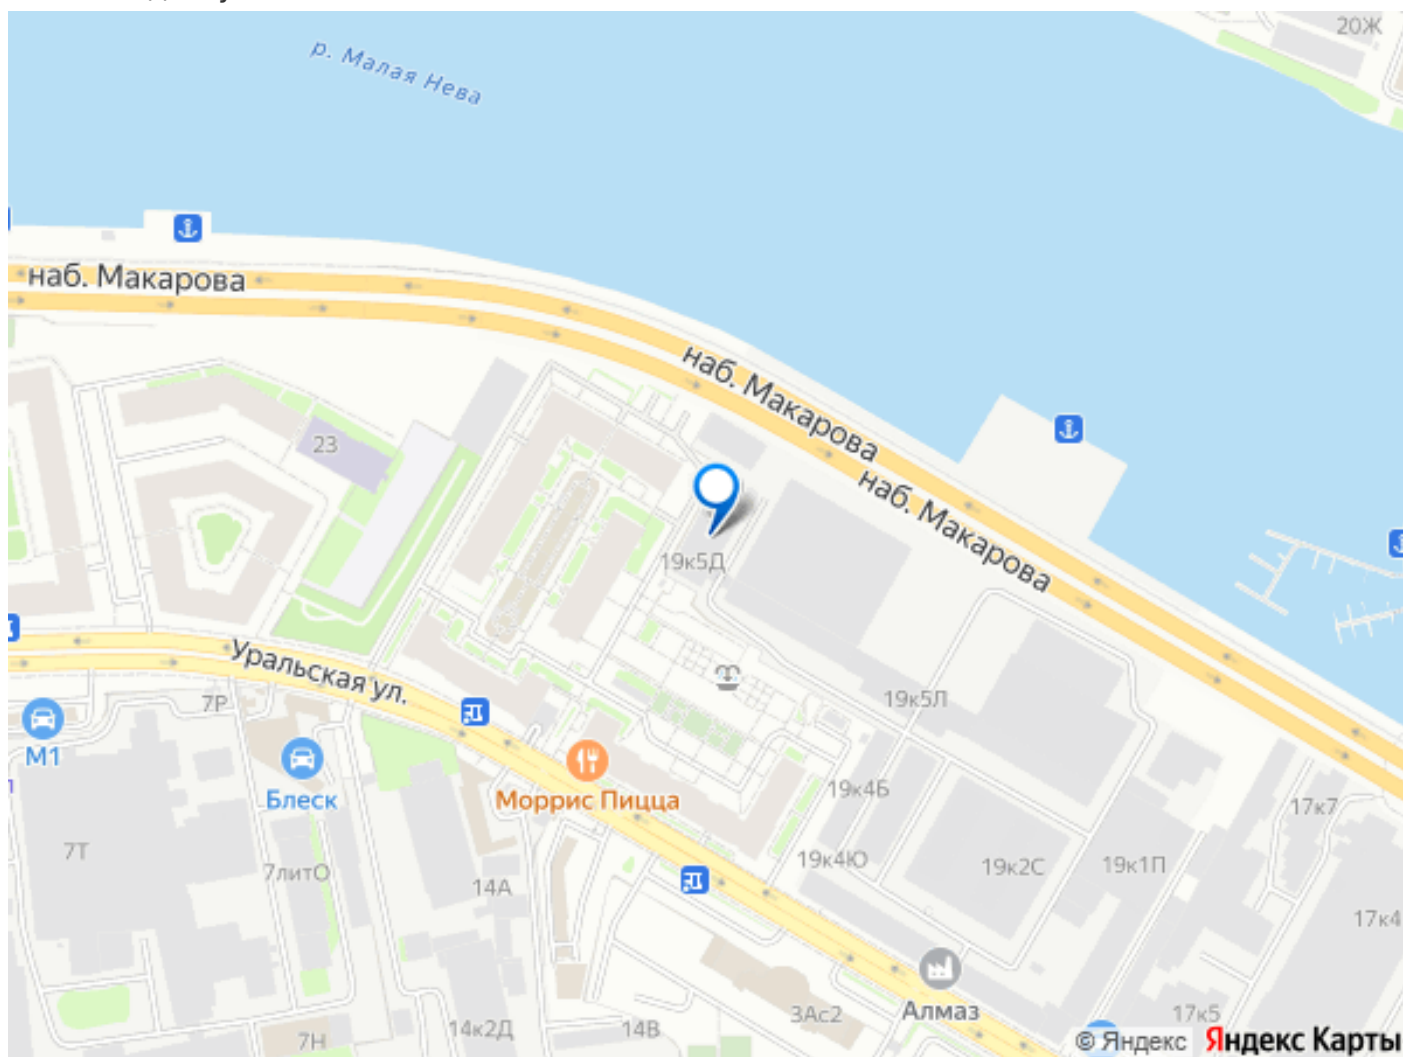 20Ж
р. Малая Нева
наб. Макарова
наб. Макарова
23
наб. Макарова
19к5Д
Уральская ул.
7Р
19к5Л
М1
Блеск
Моррис Пицца
19к4Б
17к7
7Т
7литО
14А
19к4Ю
19к2С
19к1П
17к4
Алмаз
3Ас2
17к5
7Н
14к2Д
14В
© Яндекс Яндекс Карты